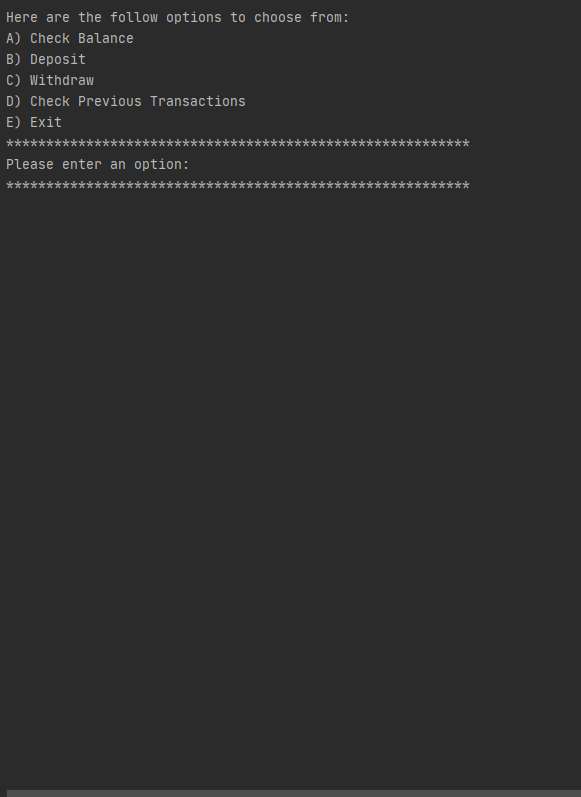 Here are the follow options to choose from:
A) Check Balance
B) Deposit
C) Withdraw
D) Check Previous Transactions
E) Exit
**********************************************************
Please enter an option:
**********************************************************